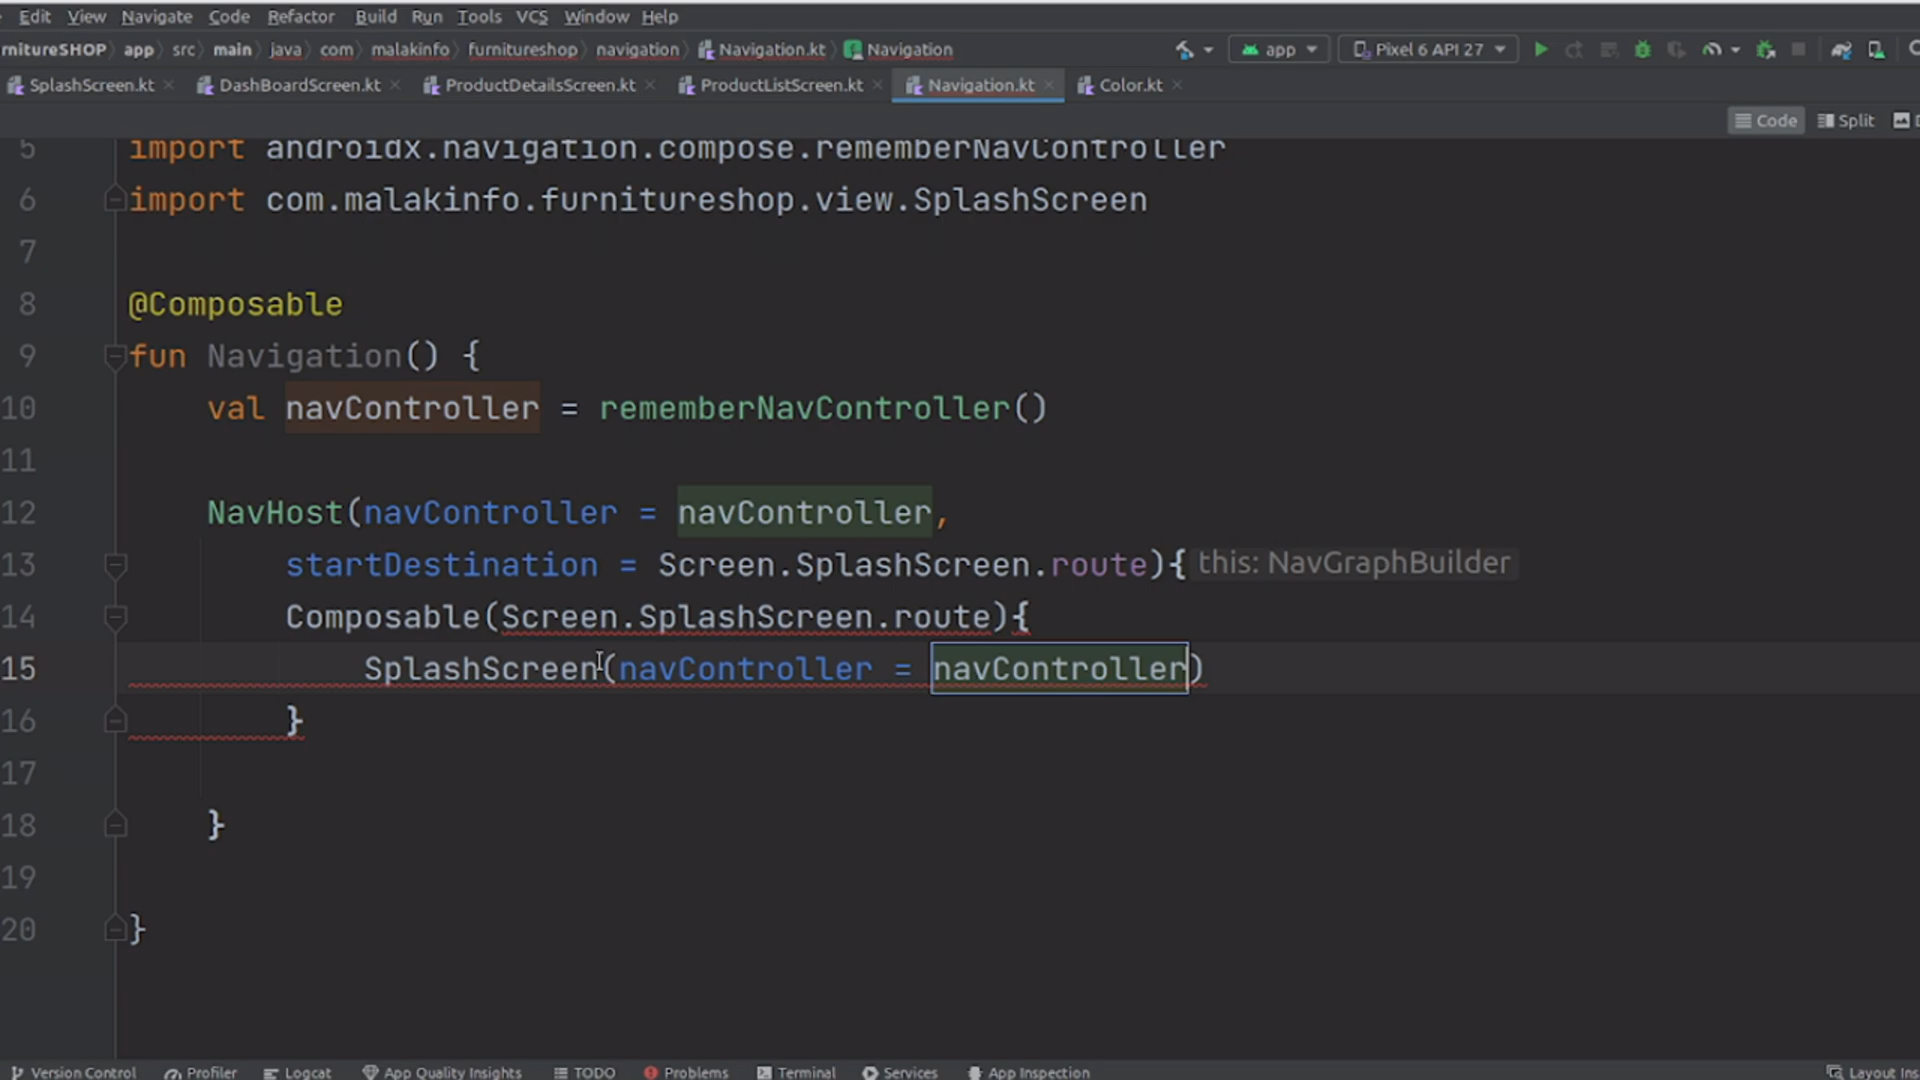 Edit View Navigate Code Refactor Build Run Tools VCS Window Help
rnitureSHOP app src main java com malakinfo furnitureshop navigation Navigation.kt Navigation app Pixel 6 API 27
SplashScreen.kt DashBoardScreen.kt ProductDetailsScreen.kt ProductListScreen.kt Navigation.kt Color.kt
Code Split
5 import androidx.navigation.compose.rememberNavController
6 import com.malakinfo.furnitureshop.view.SplashScreen
7
8 @Composable
9 fun Navigation() {
10 val navController = rememberNavController()
11
12 NavHost(navController = navController,
13 startDestination = Screen.SplashScreen.route){ this: NavGraphBuilder
14 Composable(Screen.SplashScreen.route){
15 SplashScreen(navController = navController)
16 }
17
18 }
19
20 }
Version Control Profiler Logcat App Quality Insights TODO Problems Terminal Services App Inspection Layout Ins